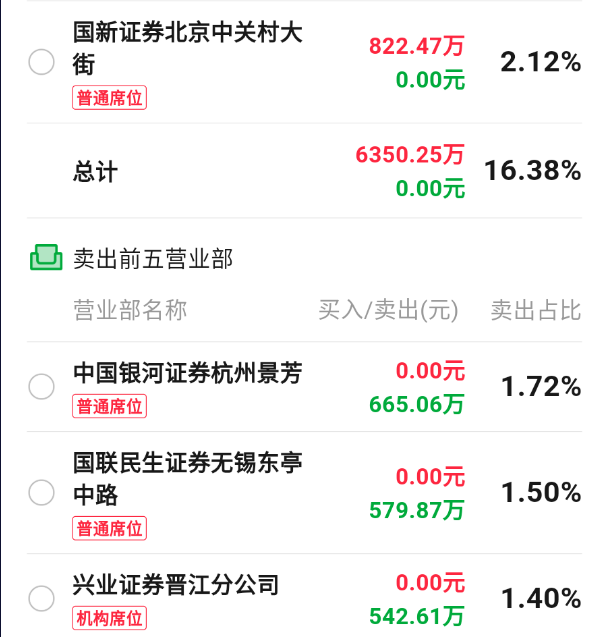 国新证券北京中关村大
街
普通席位
822.47万
0.00元
2.12%
总计
6350.25万
0.00元
16.38%
卖出前五营业部
营业部名称 买入/卖出(元) 卖出占比
中国银河证券杭州景芳
普通席位
0.00元
665.06万
1.72%
国联民生证券无锡东亭
中路
普通席位
0.00元
579.87万
1.50%
兴业证券晋江分公司
机构席位
0.00元
542.61万
1.40%